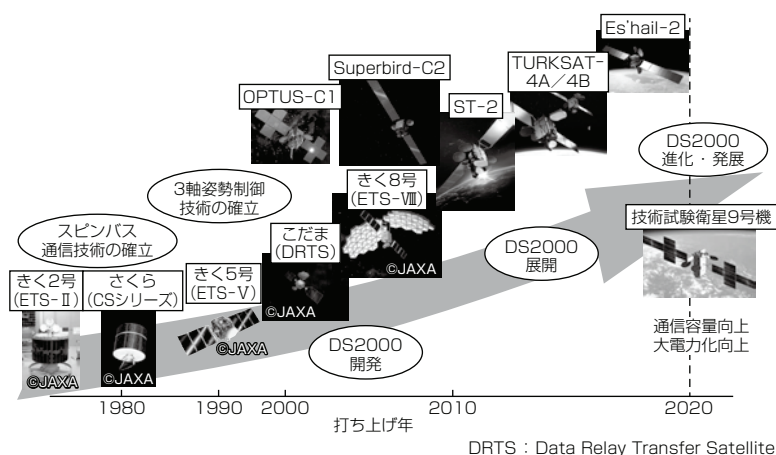 Es'hail-2
TURKSAT-
4A／4B
Superbird-C2
OPTUS-C1
ST-2
DS2000
進化・発展
3軸姿勢制御
技術の確立
きく8号
(ETS-Ⅷ)
技術試験衛星9号機
スピンバス
通信技術の確立
こだま
(DRTS)
DS2000
展開
きく2号
(ETS-Ⅱ)
さくら
(CSシリーズ)
きく5号
(ETS-Ⅴ)
©JAXA
©JAXA
©JAXA
©JAXA
©JAXA
DS2000
開発
通信容量向上
大電力化向上
1980
1990
2000
2010
2020
打ち上げ年
DRTS：Data Relay Transfer Satellite